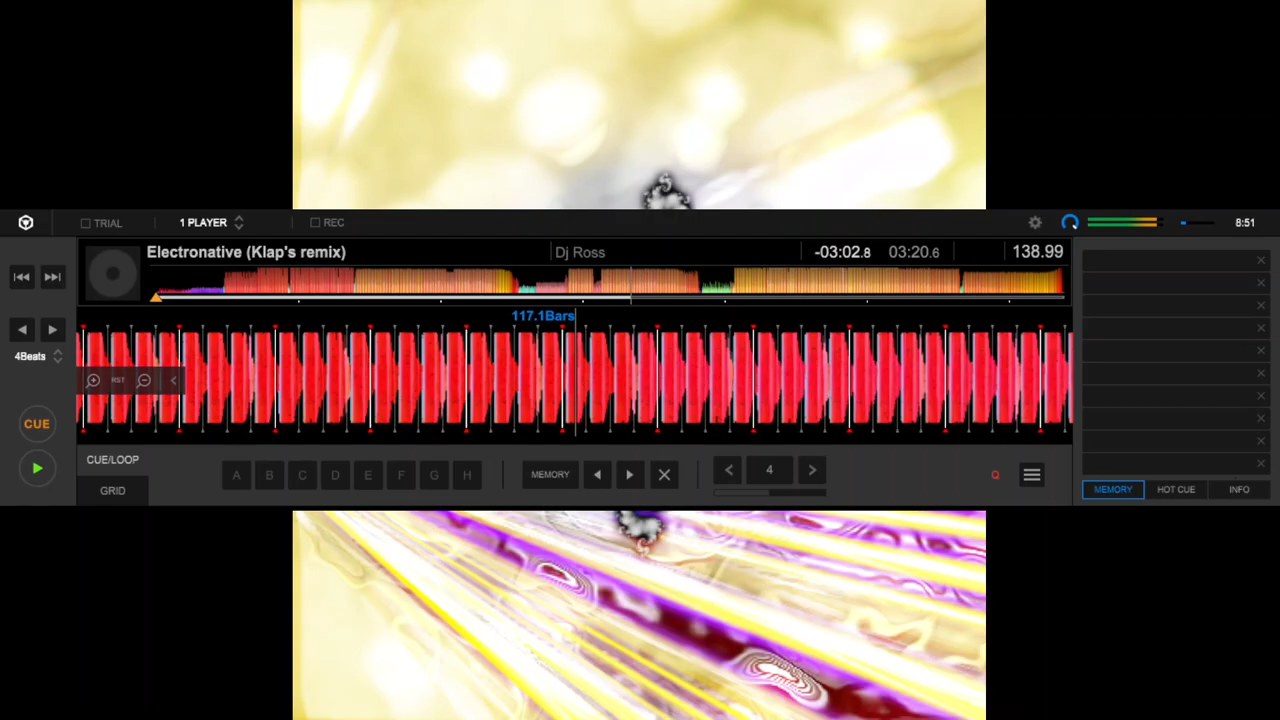 TRIAL 1 PLAYER REC 8:51
Electronative (Klap's remix) Dj Ross -03:02.8 03:20.6 138.99
117.1Bars
4Beats
RST
CUE
CUE/LOOP
GRID
A B C D E F G H MEMORY 4 Q
MEMORY HOT CUE INFO